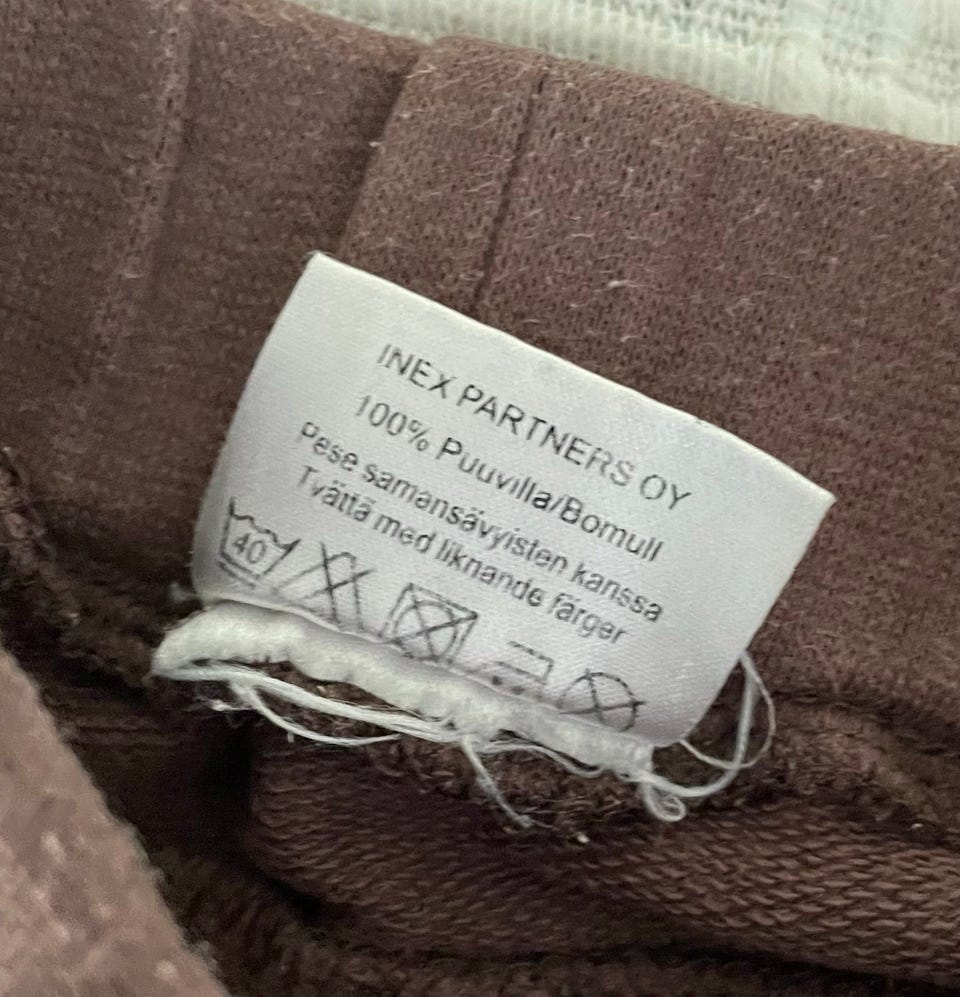 INEX PARTNERS OY
100% Puuvilla/Bomull
Pese samansävyisten kanssa
Tvättä med liknande färger
40